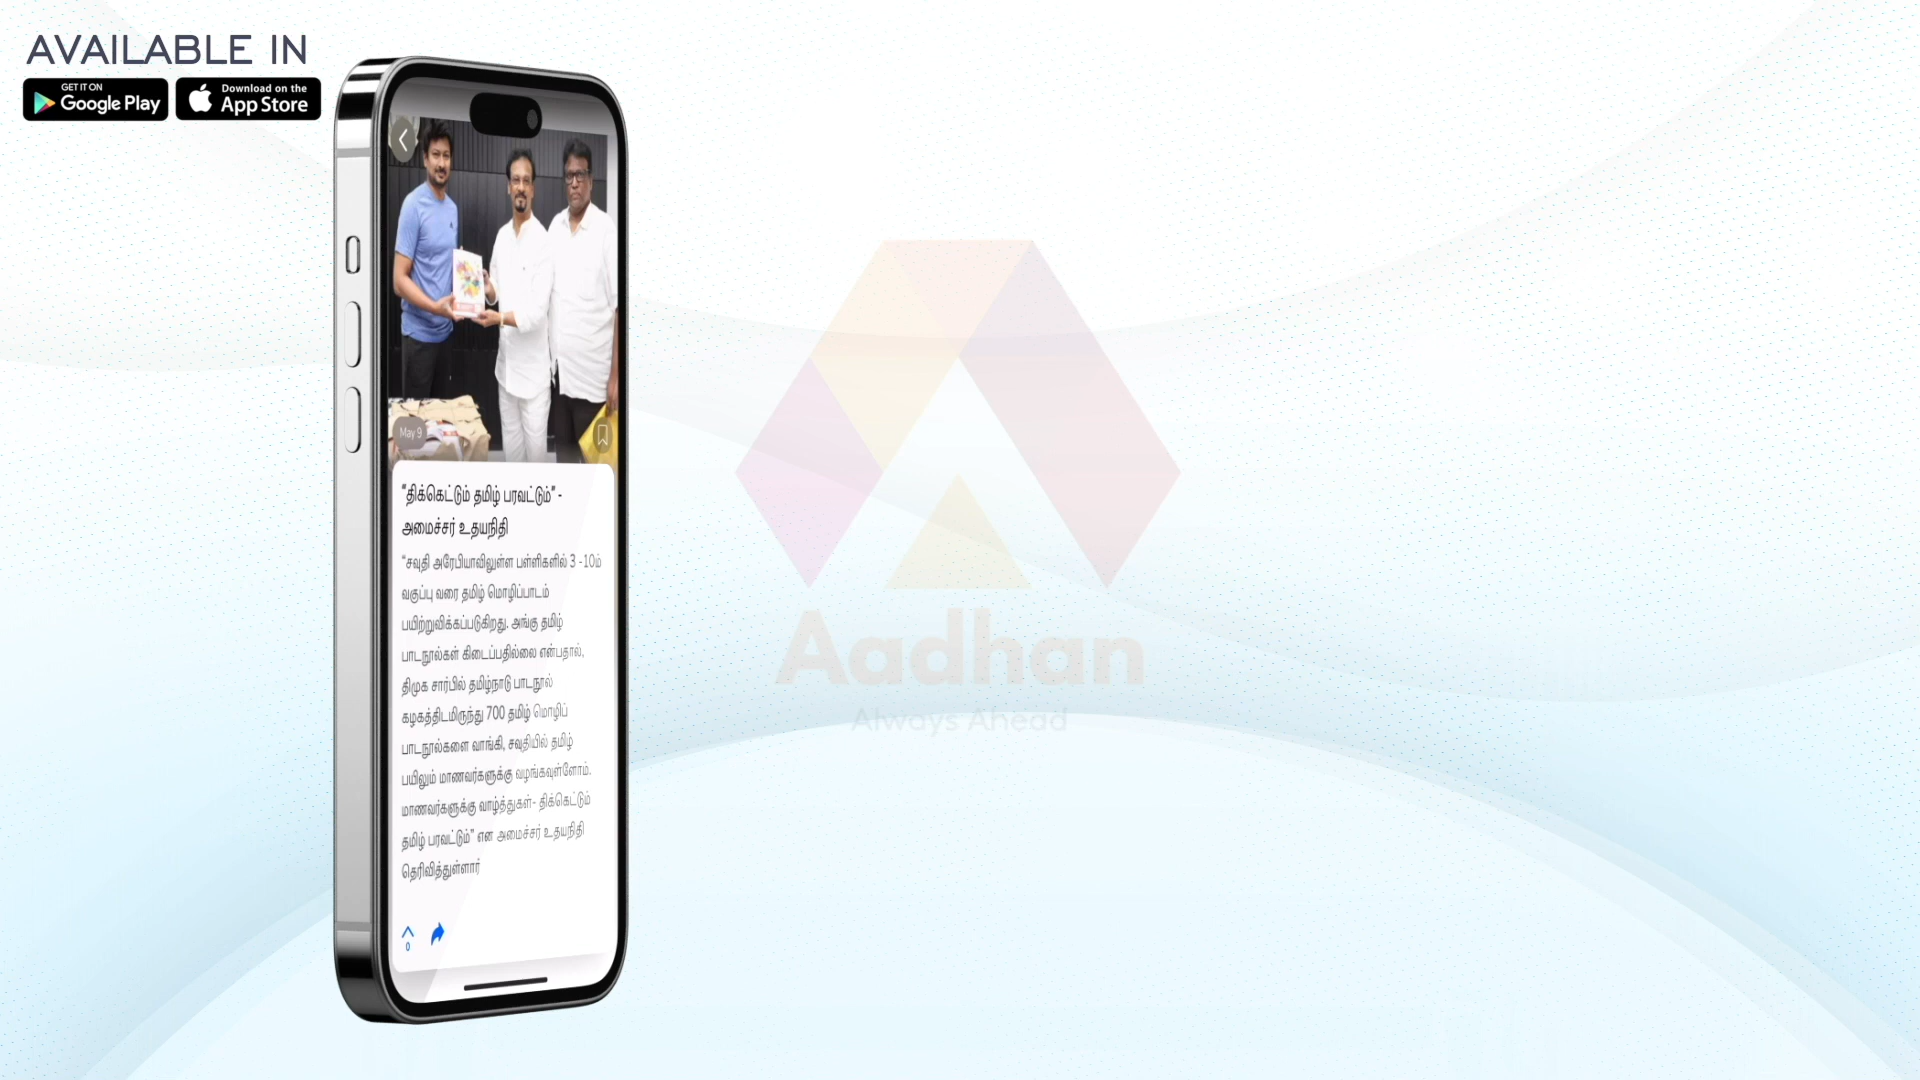 AVAILABLE IN
GET IT ON
Google Play
Download on the
App Store
May 9
“திக்கெட்டும் தமிழ் பரவட்டும்” -
அமைச்சர் உதயநிதி
“சவுதி அரேபியாவிலுள்ள பள்ளிகளில் 3 -10ம்
வகுப்பு வரை தமிழ் மொழிப்பாடம்
பயிற்றுவிக்கப்படுகிறது. அங்கு தமிழ்
பாடநூல்கள் கிடைப்பதில்லை என்பதால்,
திமுக சார்பில் தமிழ்நாடு பாடநூல்
கழகத்திடமிருந்து 700 தமிழ் மொழிப்
பாடநூல்களை வாங்கி, சவுதியில் தமிழ்
பயிலும் மாணவர்களுக்கு வழங்கவுள்ளோம்.
மாணவர்களுக்கு வாழ்த்துகள்- திக்கெட்டும்
தமிழ் பரவட்டும்” என அமைச்சர் உதயநிதி
தெரிவித்துள்ளார்
0
Aadhan
Always Ahead